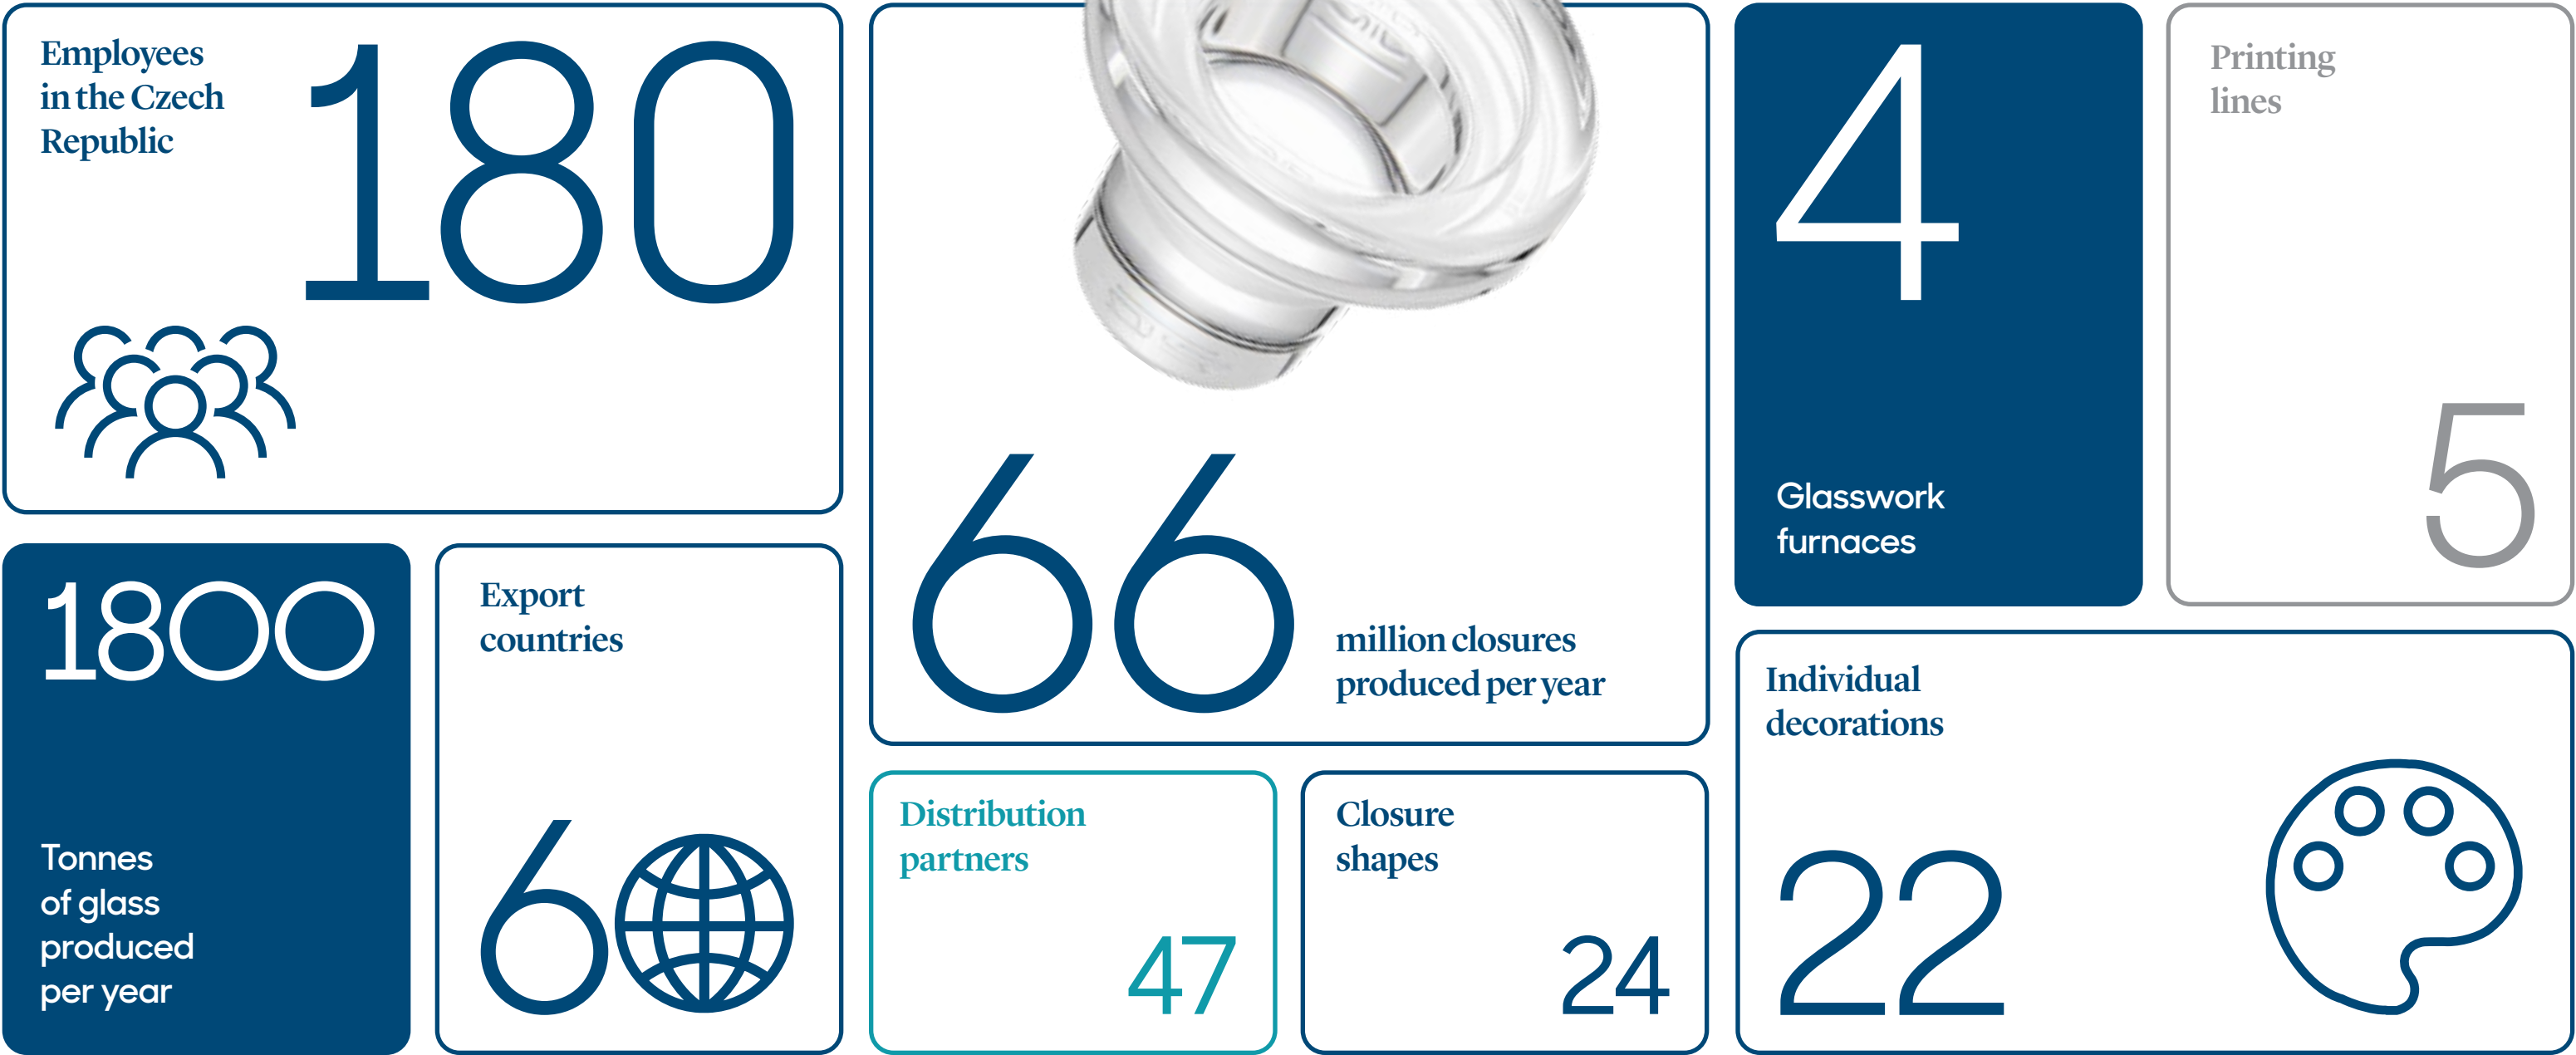 Employees
in the Czech
Republic
180
1800
Tonnes
of glass
produced
per year
Export
countries
6
66
million closures
produced per year
Distribution
partners
47
Closure
shapes
24
4
Glasswork
furnaces
Printing
lines
5
Individual
decorations
22